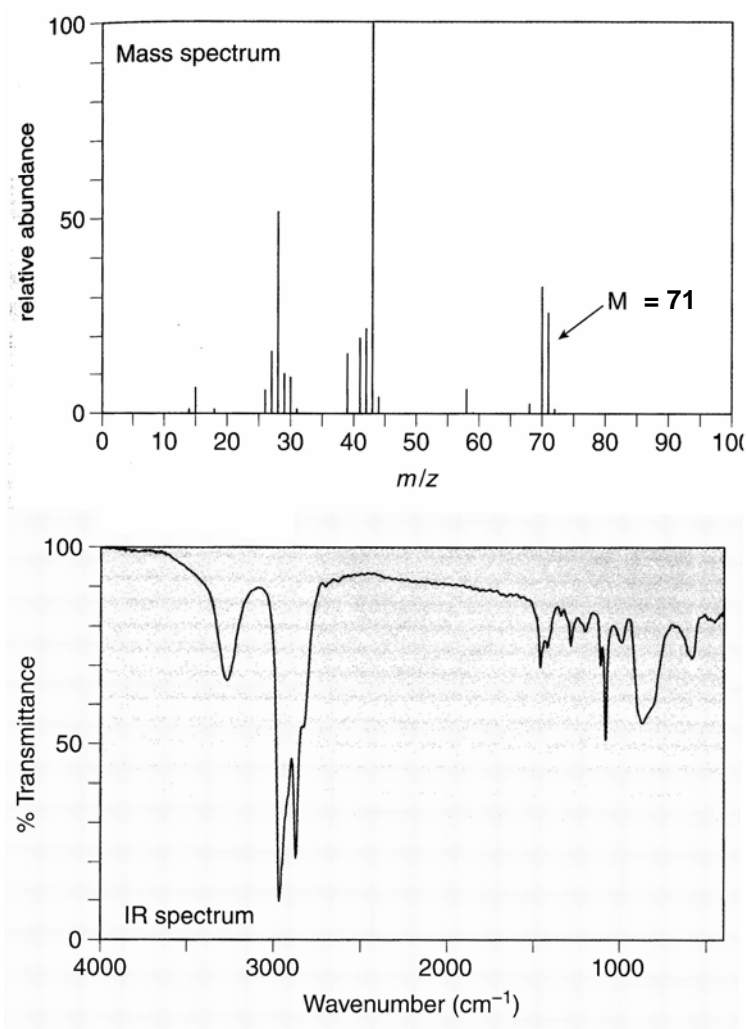 100
Mass spectrum
relative abundance
50
M = 71
0
0 10 20 30 40 50 60 70 80 90 10
m/z
100
% Transmittance
50
IR spectrum
0
4000 3000 2000 1000
Wavenumber (cm⁻¹)